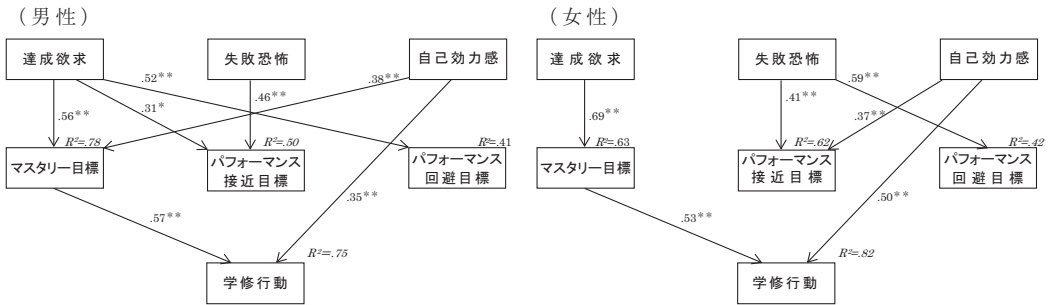 （男性）
達成欲求
失敗恐怖
自己効力感
.52**
.38**
.56**
.31*
.46**
R²=.78
R²=.50
R²=.41
マスタリー目標
パフォーマンス
接近目標
パフォーマンス
回避目標
.35**
.57**
R²=.75
学修行動
（女性）
達成欲求
失敗恐怖
自己効力感
.59**
.41**
.69**
.37**
R²=.63
R²=.62
R²=.42
マスタリー目標
パフォーマンス
接近目標
パフォーマンス
回避目標
.50**
.53**
R²=.82
学修行動